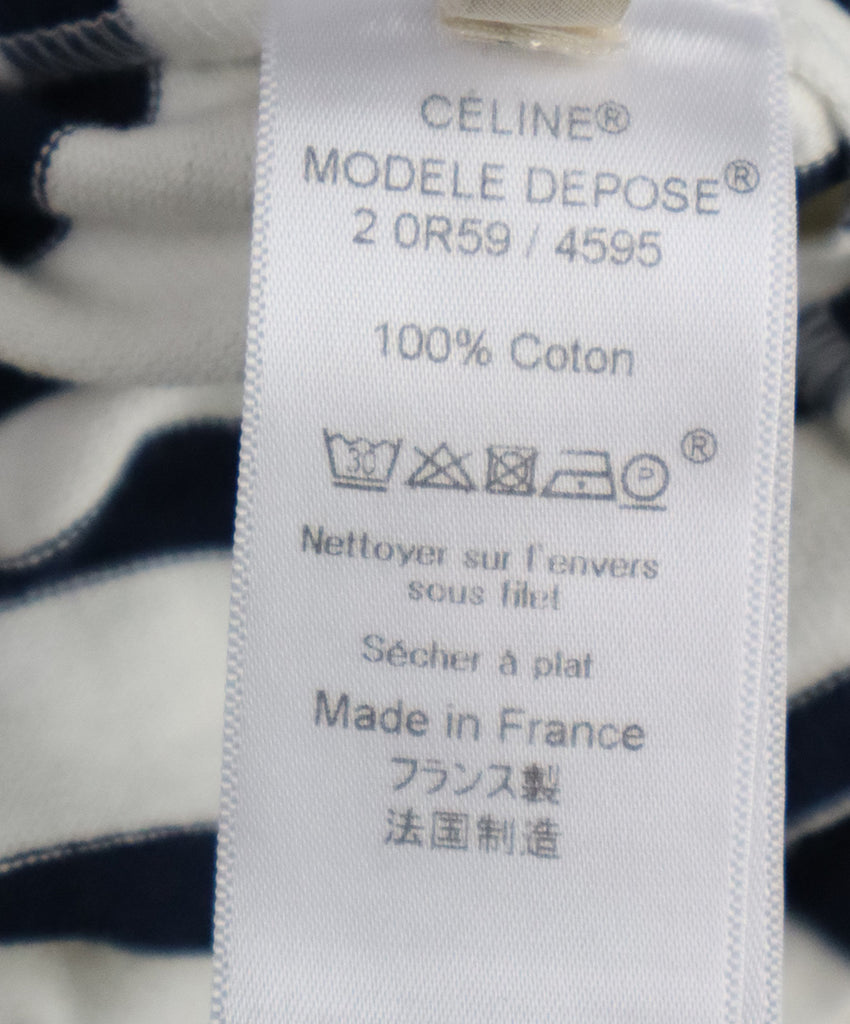 CÉLINE®
MODELE DEPOSE®
2 0R59 / 4595
100% Coton
30 P ®
Nettoyer sur l'envers
sous filet
Sécher à plat
Made in France
フランス製
法国制造